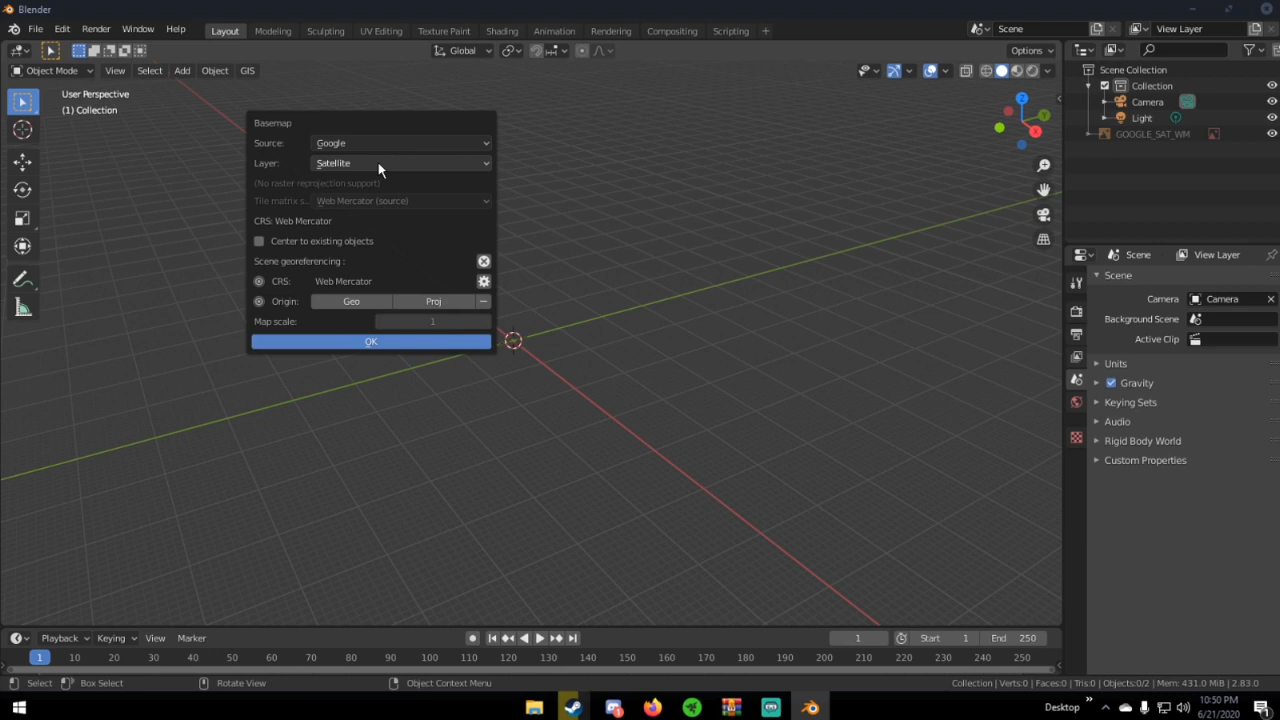 Blender
File Edit Render Window Help Layout Modeling Sculpting UV Editing Texture Paint Shading Animation Rendering Compositing Scripting + Scene View Layer
Global Options
Object Mode View Select Add Object GIS
User Perspective
(1) Collection
Z
Y
X
Basemap
Source: Google
Layer: Satellite
(No raster reprojection support)
Tile matrix s... Web Mercator (source)
CRS: Web Mercator
Center to existing objects
Scene georeferencing :
CRS: Web Mercator
Origin: Geo Proj
Map scale: 1
OK
Scene Collection
Collection
Camera
Light
GOOGLE_SAT_WM
Scene View Layer
Scene
Camera Camera
Background Scene
Active Clip
Units
Gravity
Keying Sets
Audio
Rigid Body World
Custom Properties
Playback Keying View Marker 1 Start 1 End 250
1 10 20 30 40 50 60 70 80 90 100 110 120 130 140 150 160 170 180 190 200 210 220 230 240 250
Select Box Select Rotate View Object Context Menu Collection | Verts:0 | Faces:0 | Tris:0 | Objects:0/2 | Mem: 431.0 MiB | 2.83.0
Desktop
10:50 PM
6/21/2020